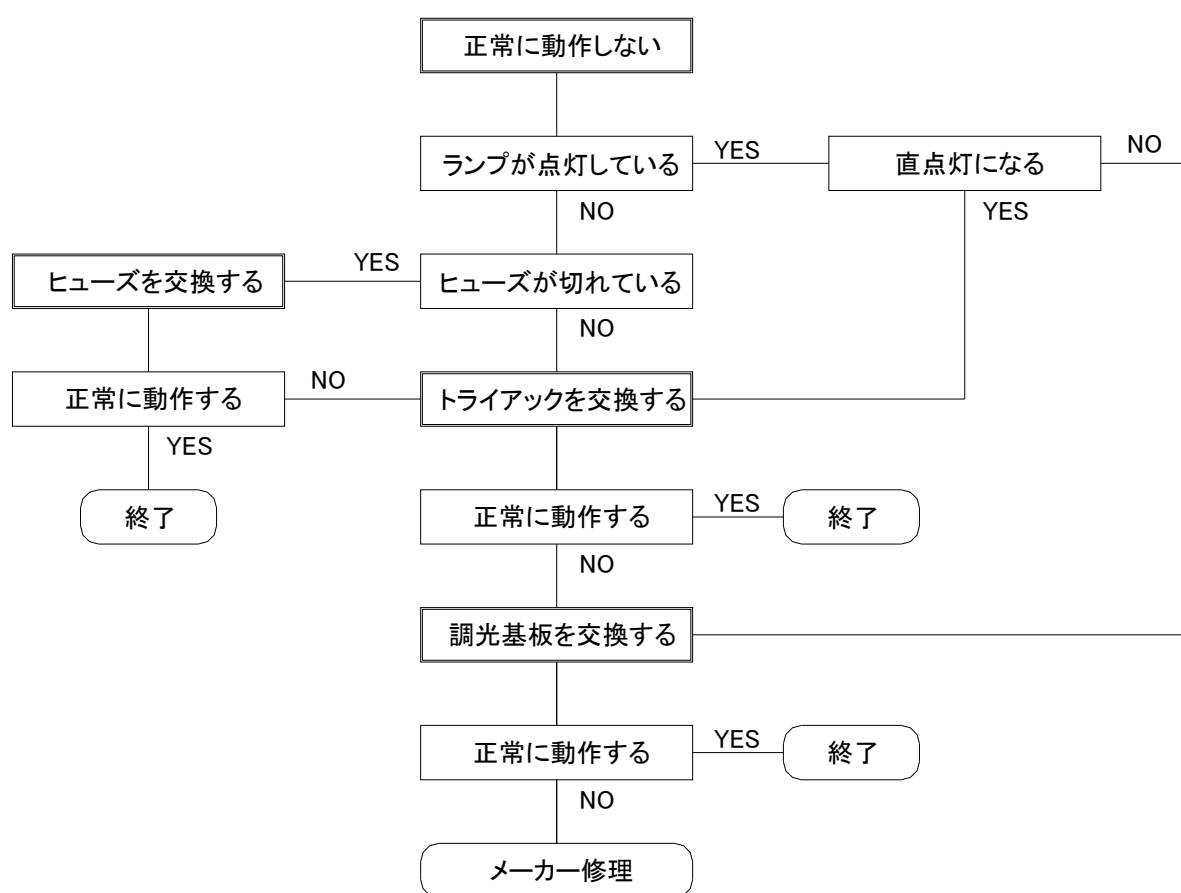 正常に動作しない
ランプが点灯している
YES
直点灯になる
NO
NO
YES
ヒューズを交換する
YES
ヒューズが切れている
NO
正常に動作する
NO
トライアックを交換する
YES
終了
正常に動作する
YES
終了
NO
調光基板を交換する
正常に動作する
YES
終了
NO
メーカー修理